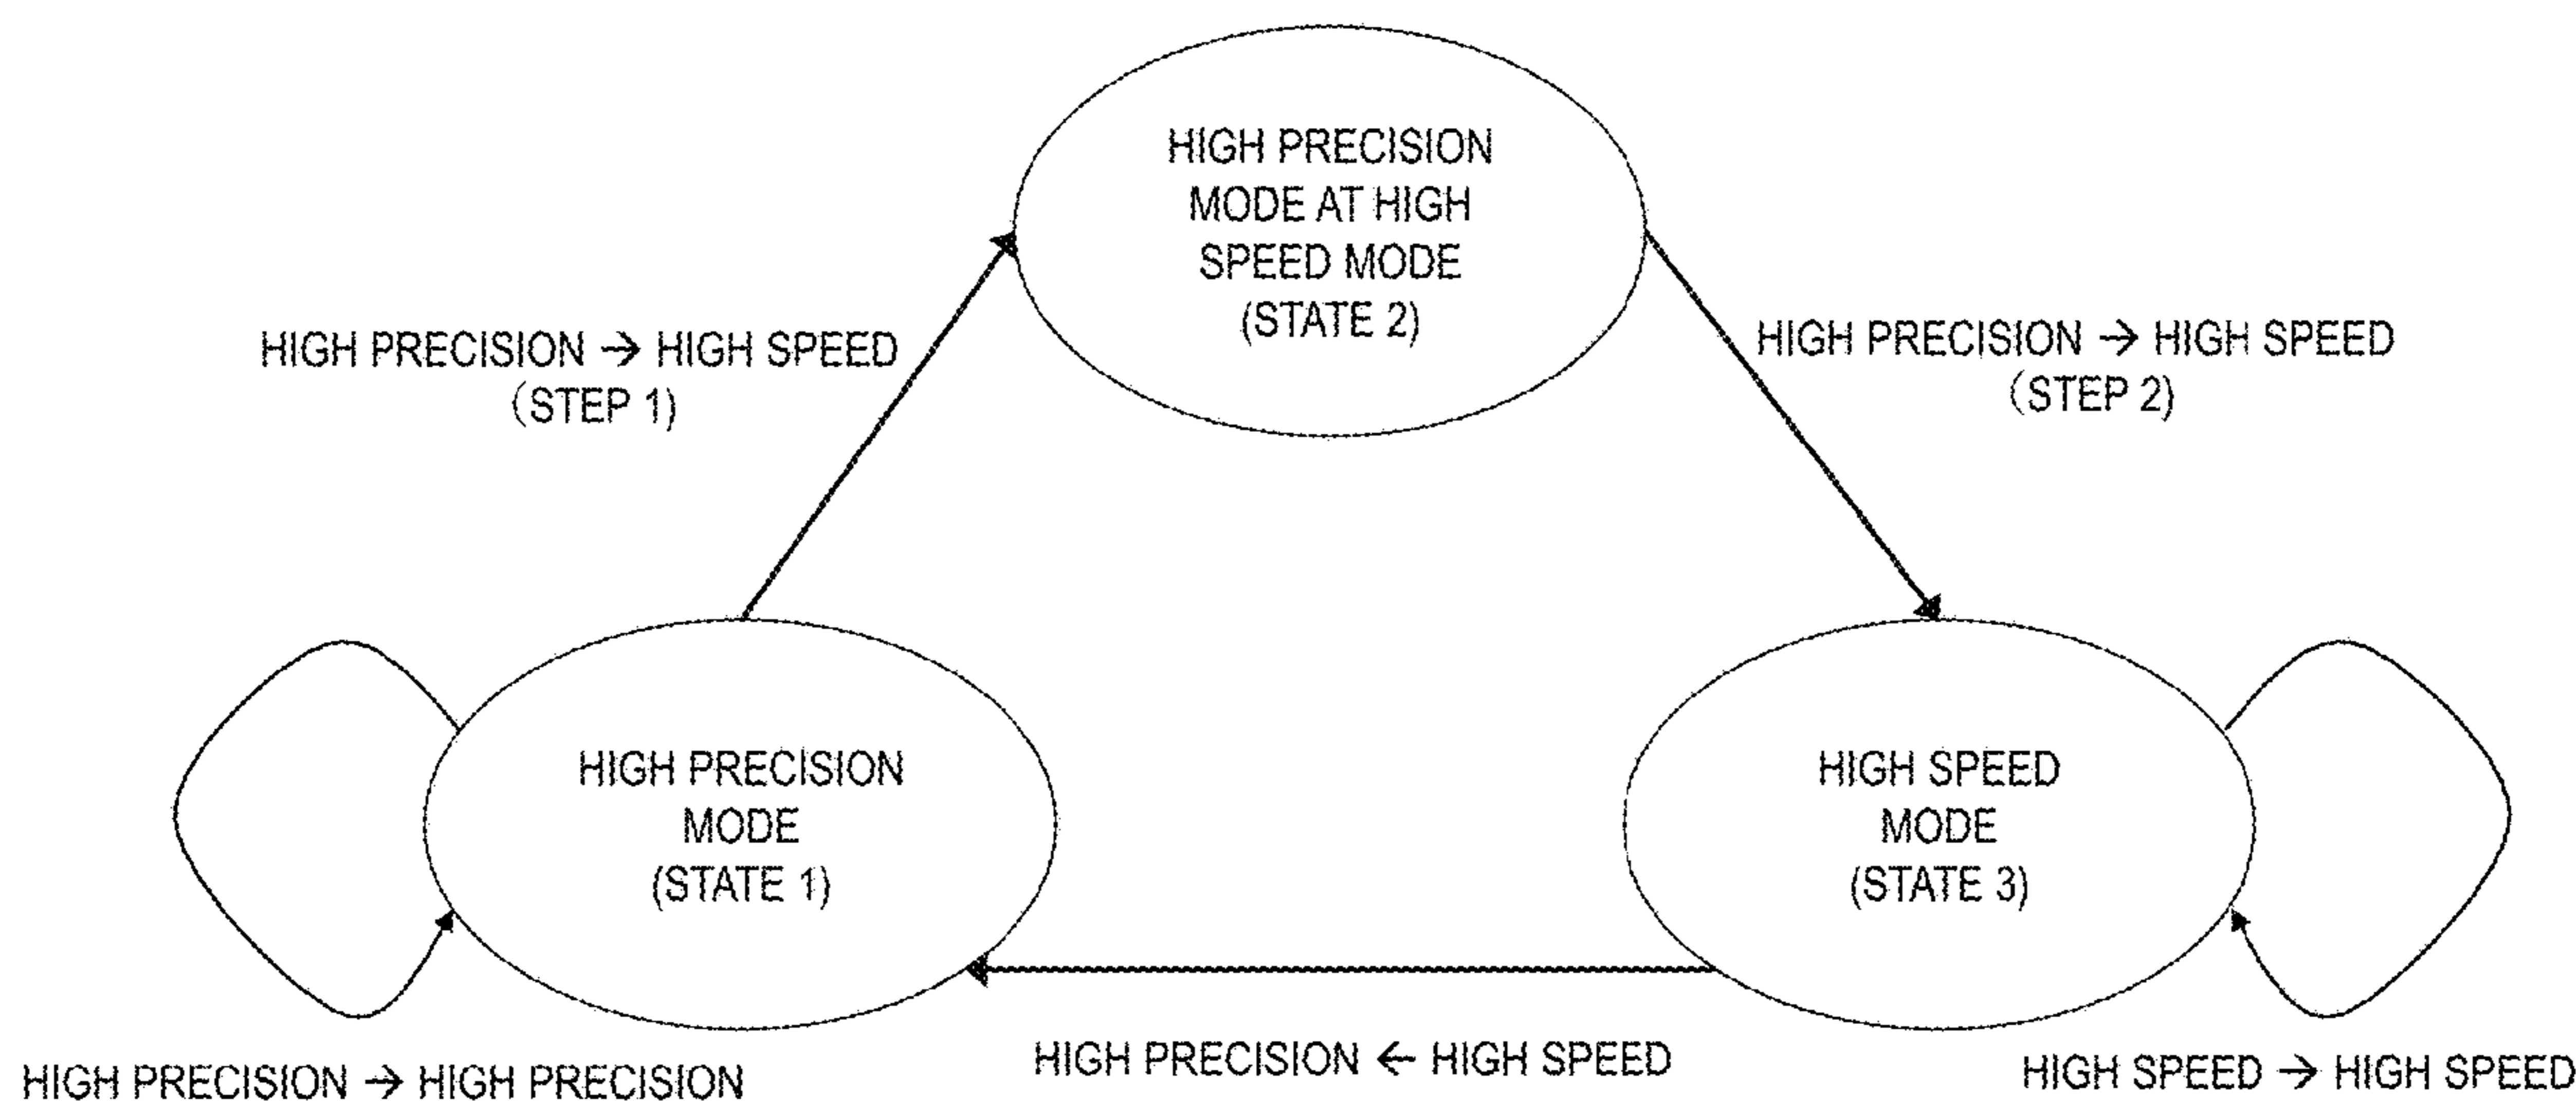 HIGH PRECISION
MODE AT HIGH
SPEED MODE
(STATE 2)
HIGH PRECISION → HIGH SPEED
(STEP 1)
HIGH PRECISION → HIGH SPEED
(STEP 2)
HIGH PRECISION
MODE
(STATE 1)
HIGH SPEED
MODE
(STATE 3)
HIGH PRECISION → HIGH PRECISION
HIGH PRECISION ← HIGH SPEED
HIGH SPEED → HIGH SPEED